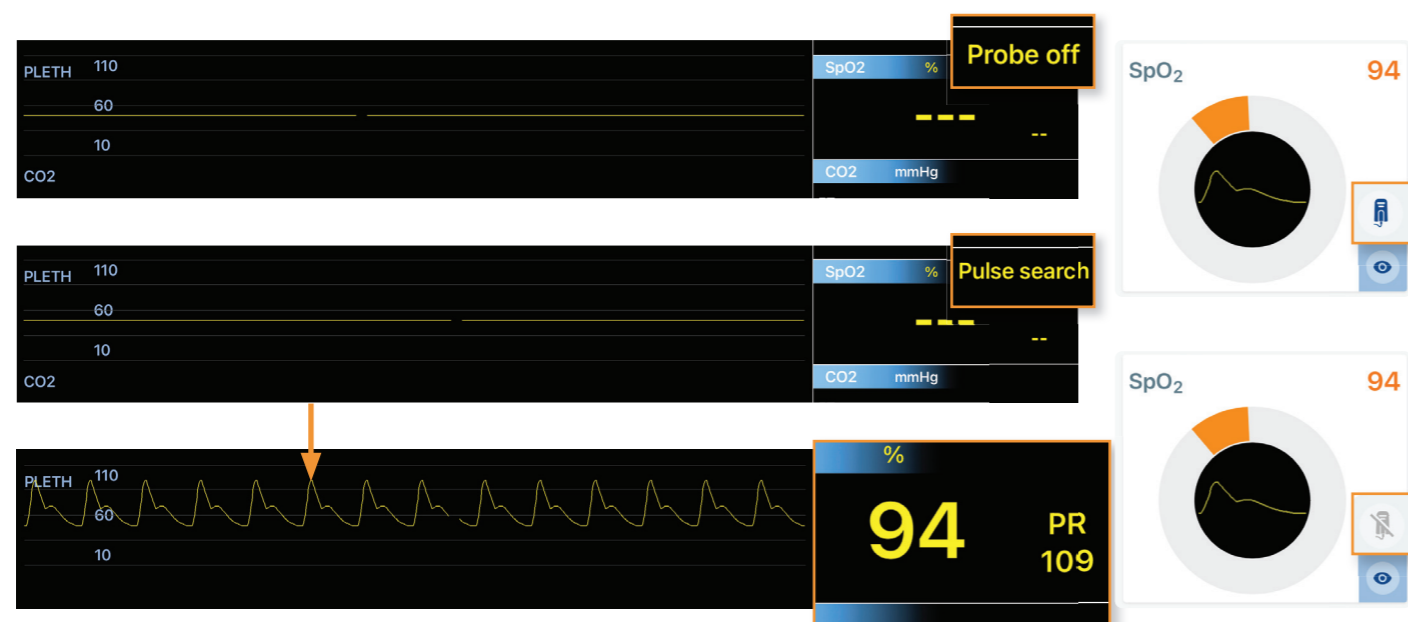 Probe off
PLETH 110
SpO2 %
60
---
--
10
CO2
CO2 mmHg
--
SpO₂ 94
PLETH 110
SpO2 %
Pulse search
60
---
--
10
CO2
CO2 mmHg
PLETH 110
60
10
%
94
PR
109
SpO₂ 94